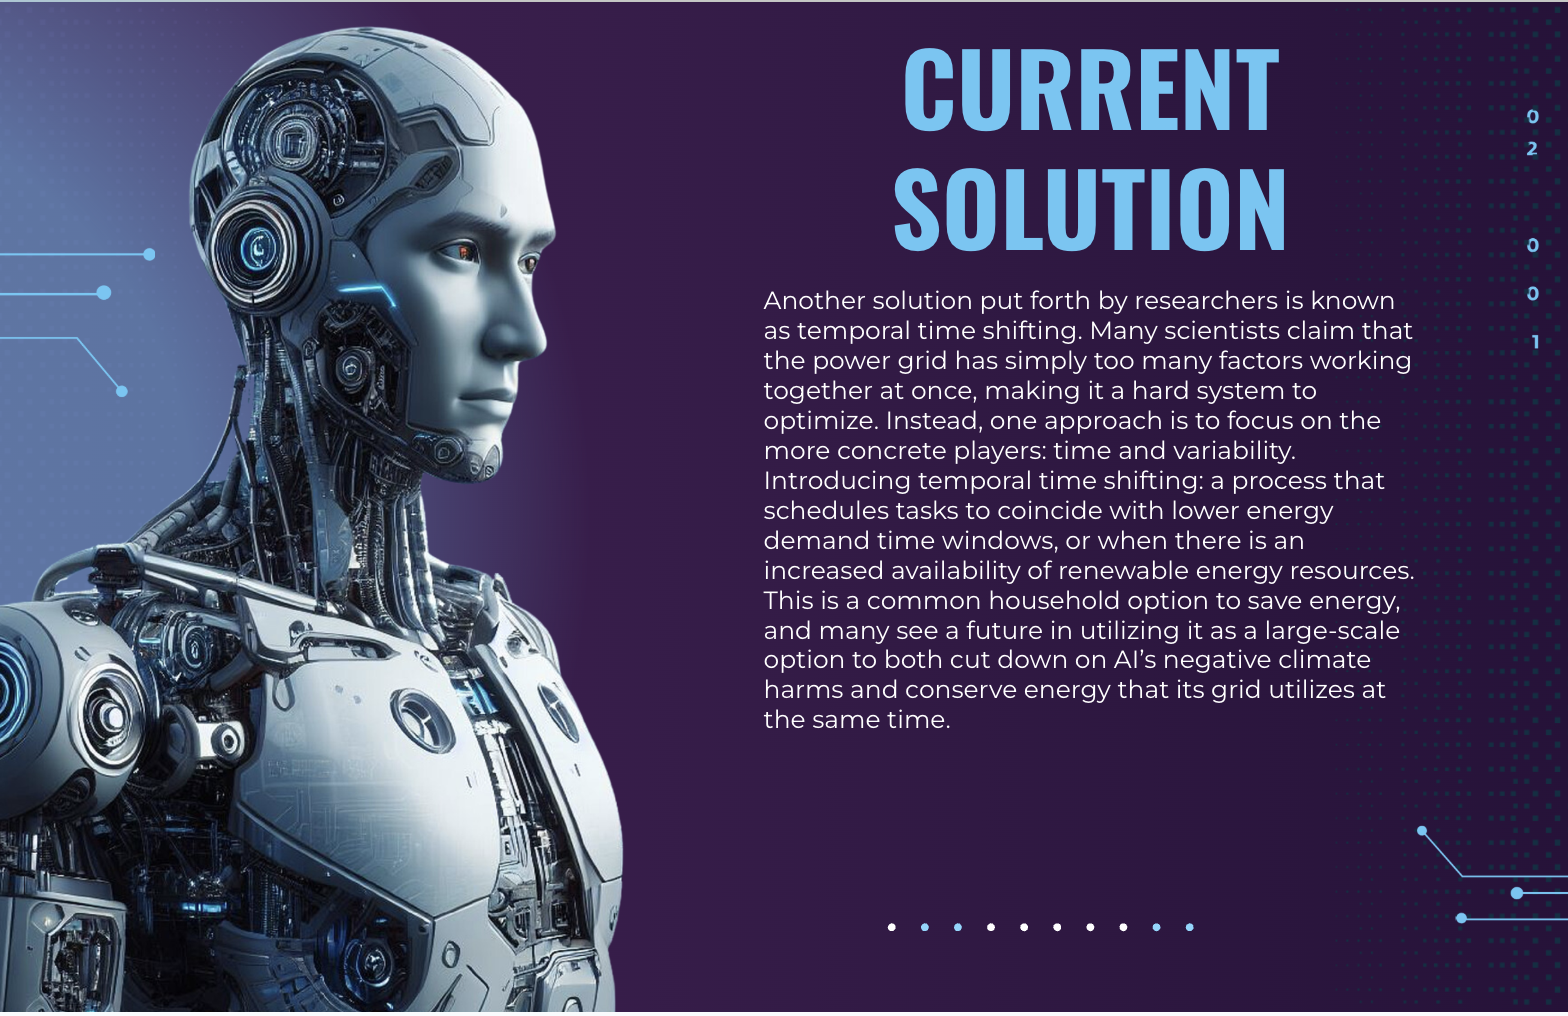 CURRENT
SOLUTION
Another solution put forth by researchers is known
as temporal time shifting. Many scientists claim that
the power grid has simply too many factors working
together at once, making it a hard system to
optimize. Instead, one approach is to focus on the
more concrete players: time and variability.
Introducing temporal time shifting: a process that
schedules tasks to coincide with lower energy
demand time windows, or when there is an
increased availability of renewable energy resources.
This is a common household option to save energy,
and many see a future in utilizing it as a large-scale
option to both cut down on AI’s negative climate
harms and conserve energy that its grid utilizes at
the same time.
0
2
0
0
1